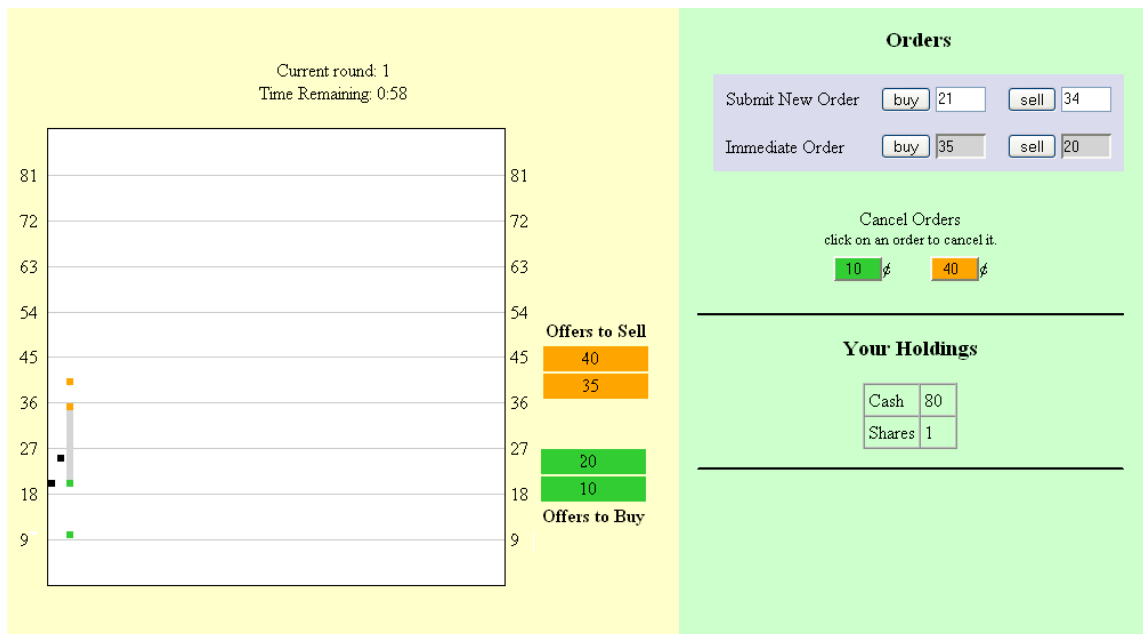 Current round: 1
Time Remaining: 0:58
81 81
72 72
63 63
54 54
45 45
36 36
27 27
18 18
9 9
Offers to Sell
40
35
20
10
Offers to Buy
Orders
Submit New Order buy 21 sell 34
Immediate Order buy 35 sell 20
Cancel Orders
click on an order to cancel it.
10 ¢ 40 ¢
Your Holdings
Cash 80
Shares 1